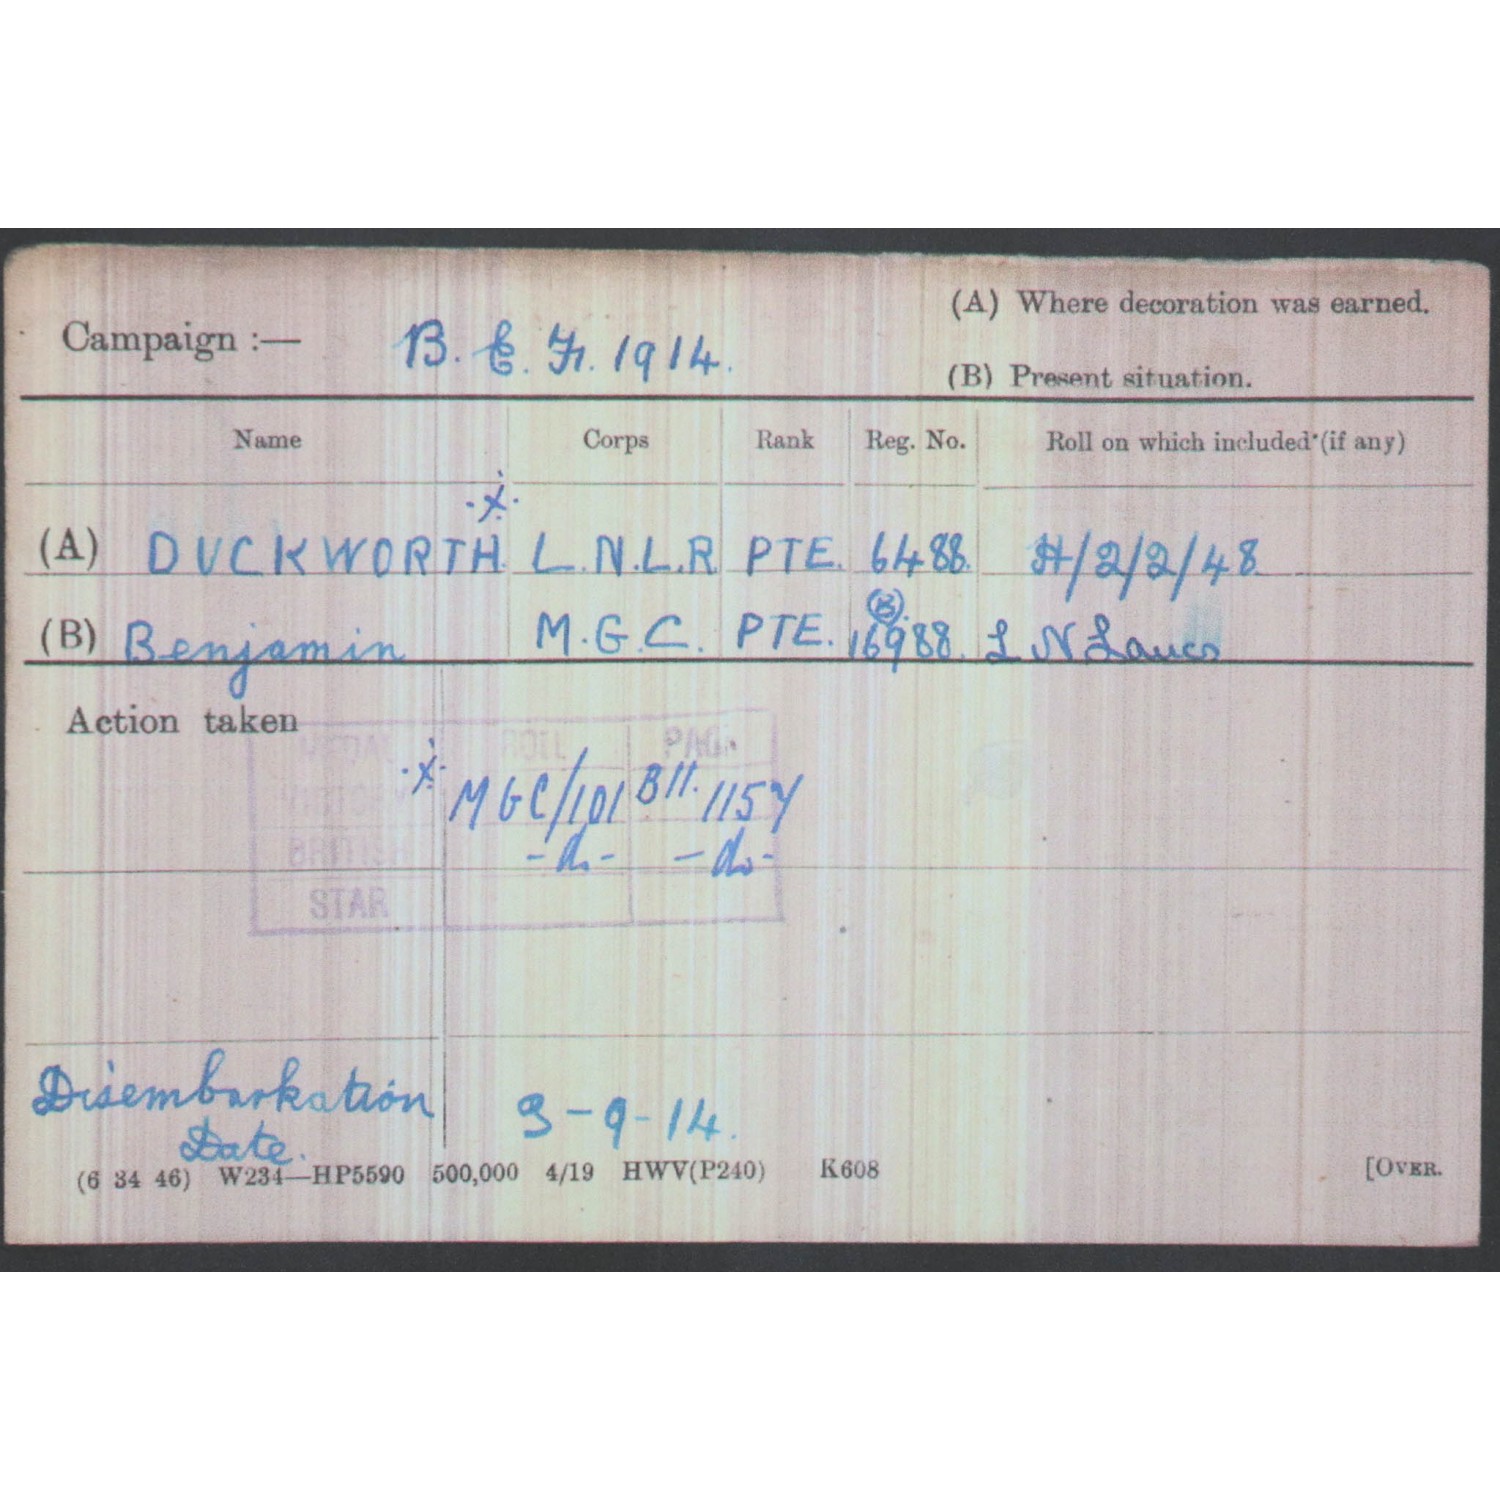 Campaign :— B. E. Fr. 1914.
(A) Where decoration was earned.
(B) Present situation.
Name Corps Rank Reg. No. Roll on which included (if any)
(A) DUCKWORTH L.N.L.R PTE. 6488. H/2/2/48
(B) Benjamin M.G.C. PTE. 16988. L N Lancs
Action taken
ROLL PAGE
MGC/101 B11. 1157
BRITISH -do- -do-
STAR
Disembarkation
Date. 3-9-14.
(6 34 46) W234—HP5590 500,000 4/19 HWV(P240) K608 [OVER.